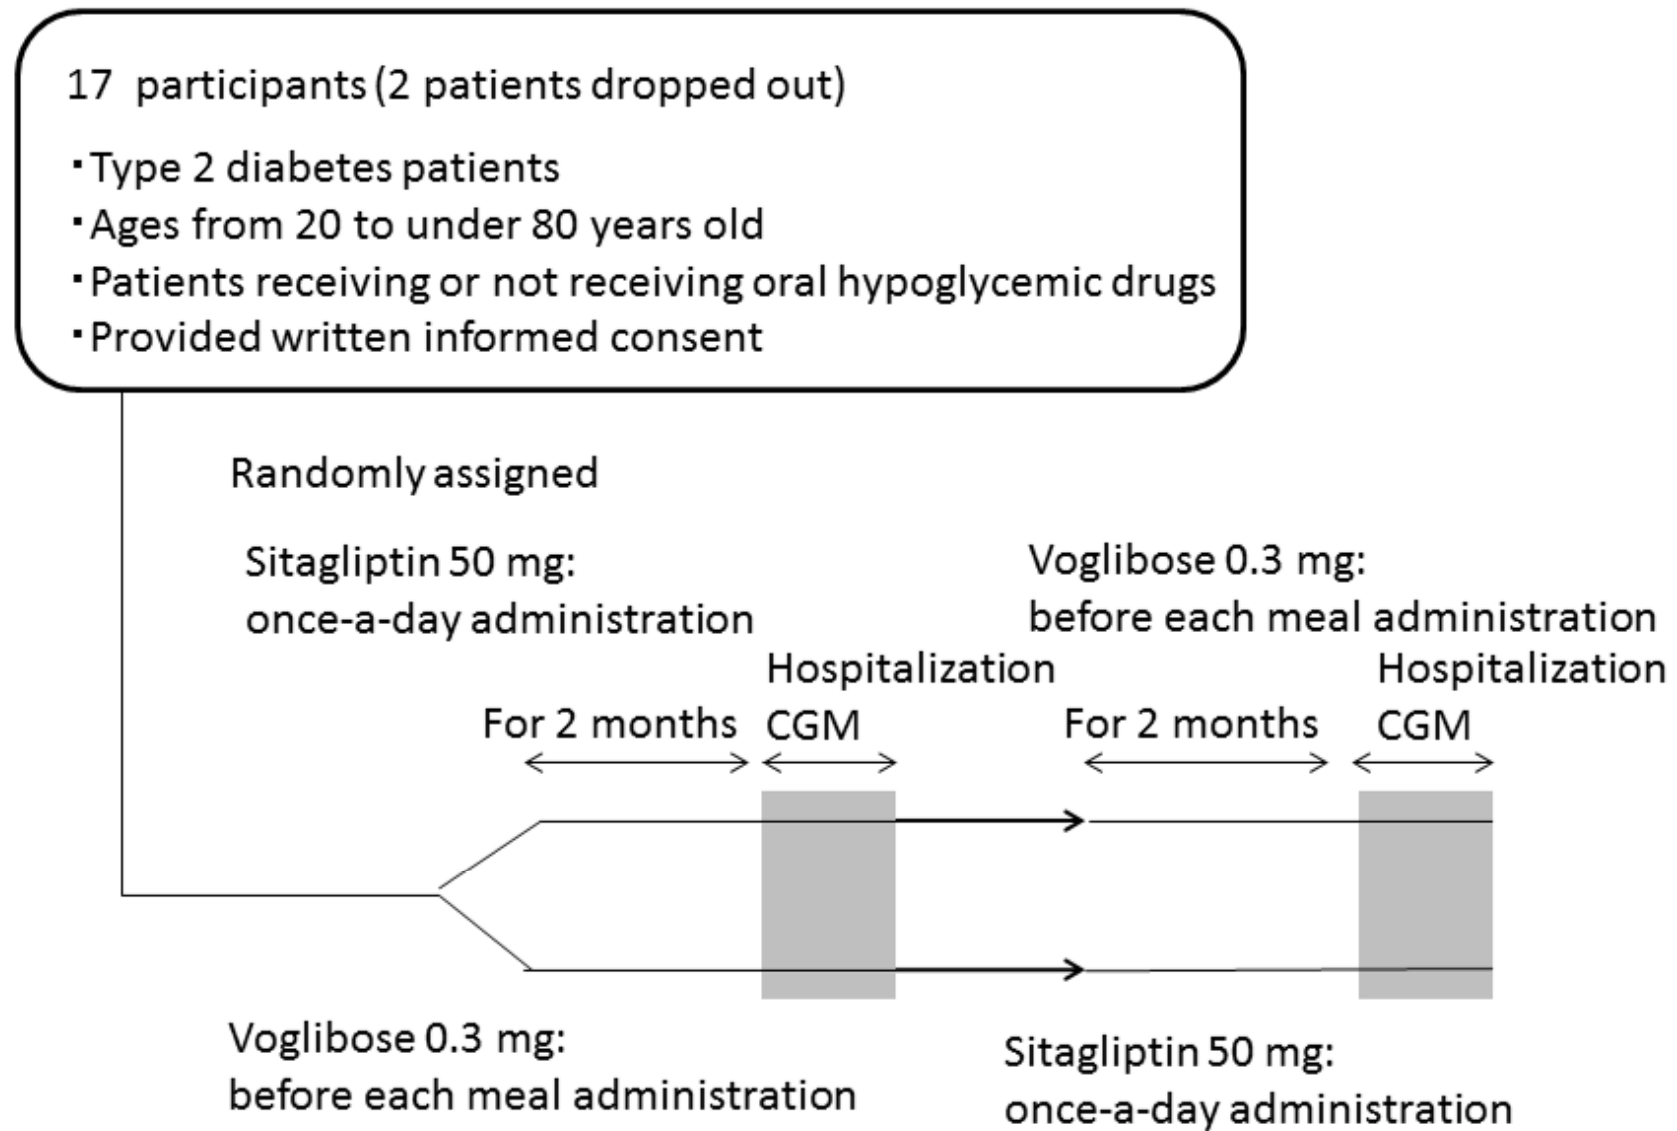 17 participants (2 patients dropped out)
・Type 2 diabetes patients
・Ages from 20 to under 80 years old
・Patients receiving or not receiving oral hypoglycemic drugs
・Provided written informed consent
Randomly assigned
Sitagliptin 50 mg:
once-a-day administration
Voglibose 0.3 mg:
before each meal administration
Hospitalization
Hospitalization
For 2 months
CGM
For 2 months
CGM
Voglibose 0.3 mg:
before each meal administration
Sitagliptin 50 mg:
once-a-day administration